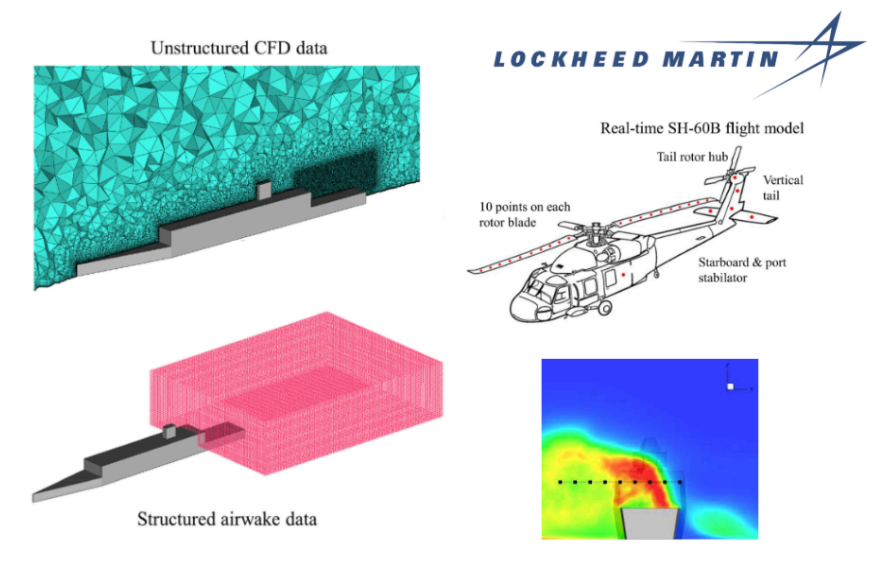 Unstructured CFD data
LOCKHEED MARTIN
Real-time SH-60B flight model
Tail rotor hub
Vertical
tail
10 points on each
rotor blade
Starboard & port
stabilator
Structured airwake data